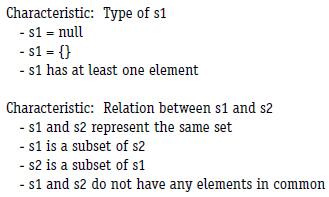 Characteristic:  Type of s1
- s1 = null
- s1 = {}
- s1 has at least one element
Characteristic:  Relation between s1 and s2
- s1 and s2 represent the same set
- s1 is a subset of s2
- s2 is a subset of s1
- s1 and s2 do not have any elements in common